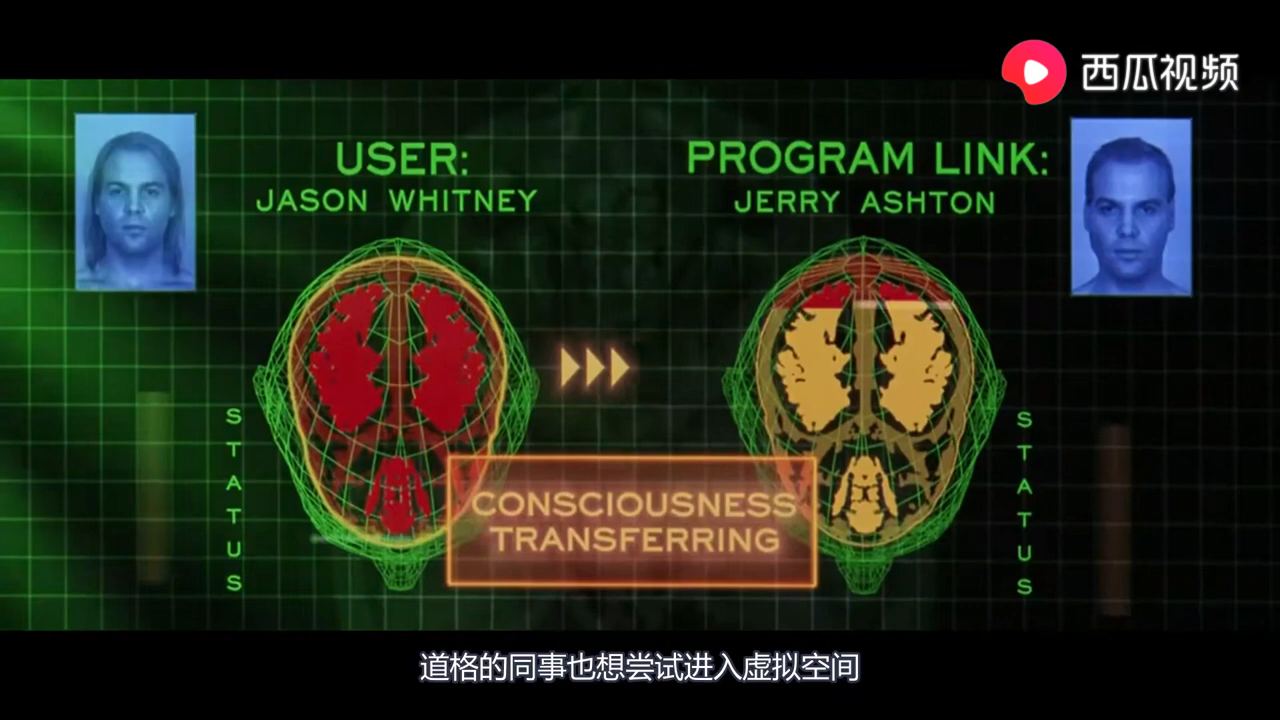 西瓜视频
USER:
JASON WHITNEY
PROGRAM LINK:
JERRY ASHTON
STATUS
CONSCIOUSNESS
TRANSFERRING
STATUS
道格的同事也想尝试进入虚拟空间